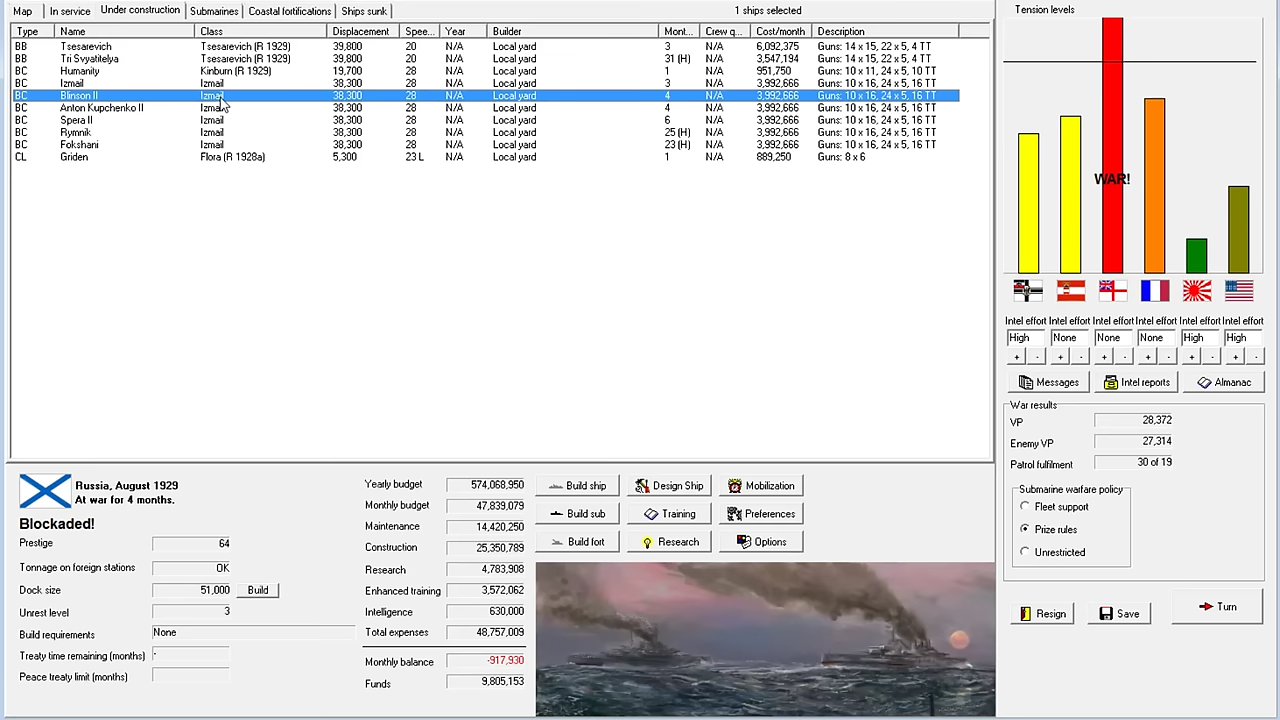 Map In service Under construction Submarines Coastal fortifications Ships sunk 1 ships selected Tension levels
Type Name Class Displacement Spee... Year Builder Mont... Crew q... Cost/month Description
BB Tsesarevich Tsesarevich (R 1929) 39,800 20 N/A Local yard 3 N/A 6,092,375 Guns: 14 x 15, 22 x 5, 4 TT
BB Tri Svyatitelya Tsesarevich (R 1929) 39,800 20 N/A Local yard 31 (H) N/A 3,547,194 Guns: 14 x 15, 22 x 5, 4 TT
BC Humanity Kinburn (R 1929) 19,700 28 N/A Local yard 1 N/A 951,750 Guns: 10 x 11, 24 x 5, 10 TT
BC Izmail Izmail 38,300 28 N/A Local yard 3 N/A 3,992,666 Guns: 10 x 16, 24 x 5, 16 TT
BC Blinson II Izmail 38,300 28 N/A Local yard 4 N/A 3,992,666 Guns: 10 x 16, 24 x 5, 16 TT
BC Anton Kupchenko II Izmail 38,300 28 N/A Local yard 4 N/A 3,992,666 Guns: 10 x 16, 24 x 5, 16 TT
BC Spera II Izmail 38,300 28 N/A Local yard 6 N/A 3,992,666 Guns: 10 x 16, 24 x 5, 16 TT
BC Rymnik Izmail 38,300 28 N/A Local yard 25 (H) N/A 3,992,666 Guns: 10 x 16, 24 x 5, 16 TT
BC Fokshani Izmail 38,300 28 N/A Local yard 23 (H) N/A 3,992,666 Guns: 10 x 16, 24 x 5, 16 TT
CL Griden Flora (R 1928a) 5,300 23 L N/A Local yard 1 N/A 889,250 Guns: 8 x 6
WAR!
Intel effort Intel effort Intel effort Intel effort Intel effort Intel effort
High None None None High High
+ - + - + - + - + - + -
Messages Intel reports Almanac
War results
VP 28,372
Enemy VP 27,314
Patrol fulfilment 30 of 19
Submarine warfare policy
Fleet support
Prize rules
Unrestricted
Resign Save Turn
Russia, August 1929
At war for 4 months.
Blockaded!
Prestige 64
Tonnage on foreign stations OK
Dock size 51,000 Build
Unrest level 3
Build requirements None
Treaty time remaining (months) -
Peace treaty limit (months)
Yearly budget 574,068,950
Monthly budget 47,839,079
Maintenance 14,420,250
Construction 25,350,789
Research 4,783,908
Enhanced training 3,572,062
Intelligence 630,000
Total expenses 48,757,009
Monthly balance -917,930
Funds 9,805,153
Build ship Design Ship Mobilization
Build sub Training Preferences
Build fort Research Options